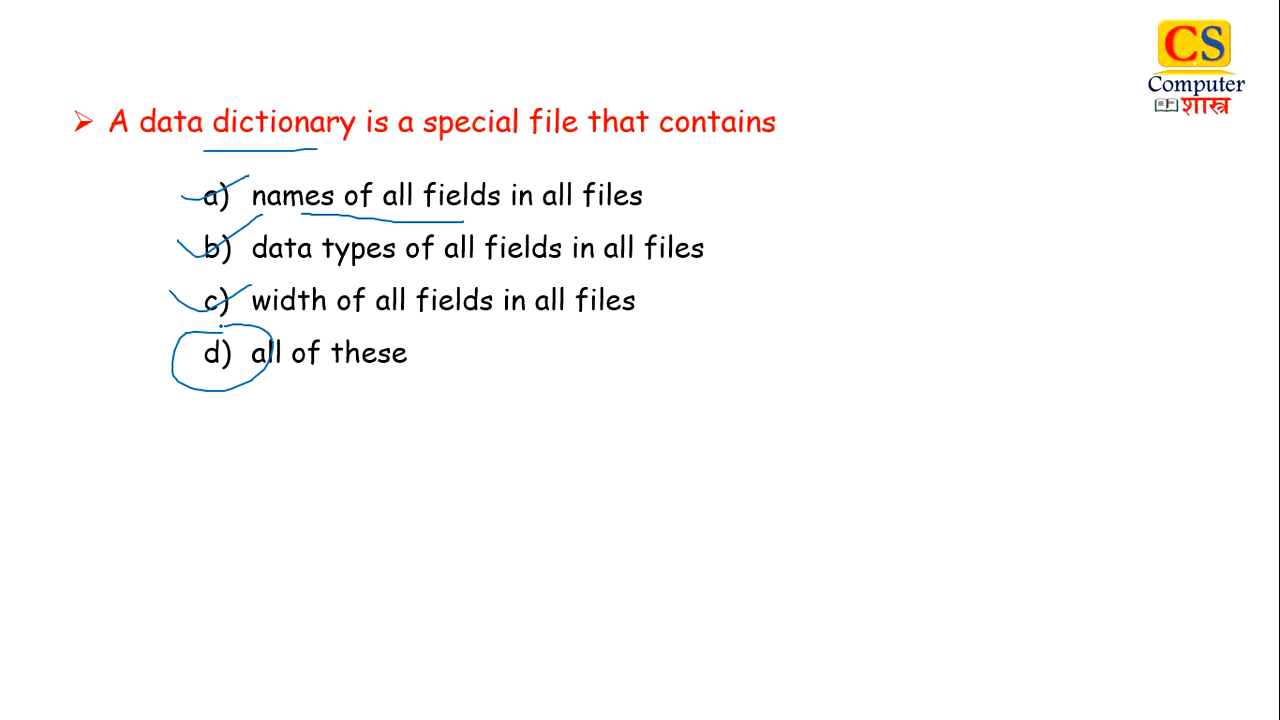 CS
Computer
शास्त्र
➢ A data dictionary is a special file that contains
a) names of all fields in all files
b) data types of all fields in all files
c) width of all fields in all files
d) all of these